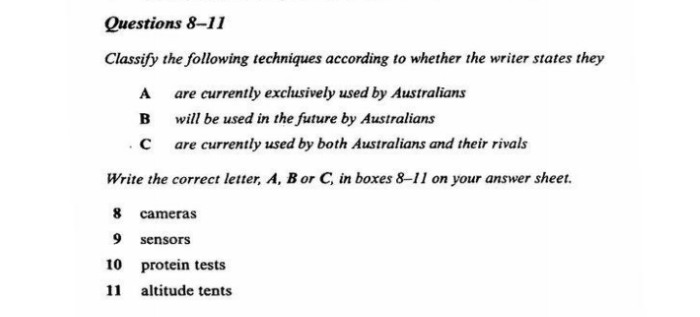 Questions 8–11
Classify the following techniques according to whether the writer states they
A are currently exclusively used by Australians
B will be used in the future by Australians
C are currently used by both Australians and their rivals
Write the correct letter, A, B or C, in boxes 8–11 on your answer sheet.
8 cameras
9 sensors
10 protein tests
11 altitude tents